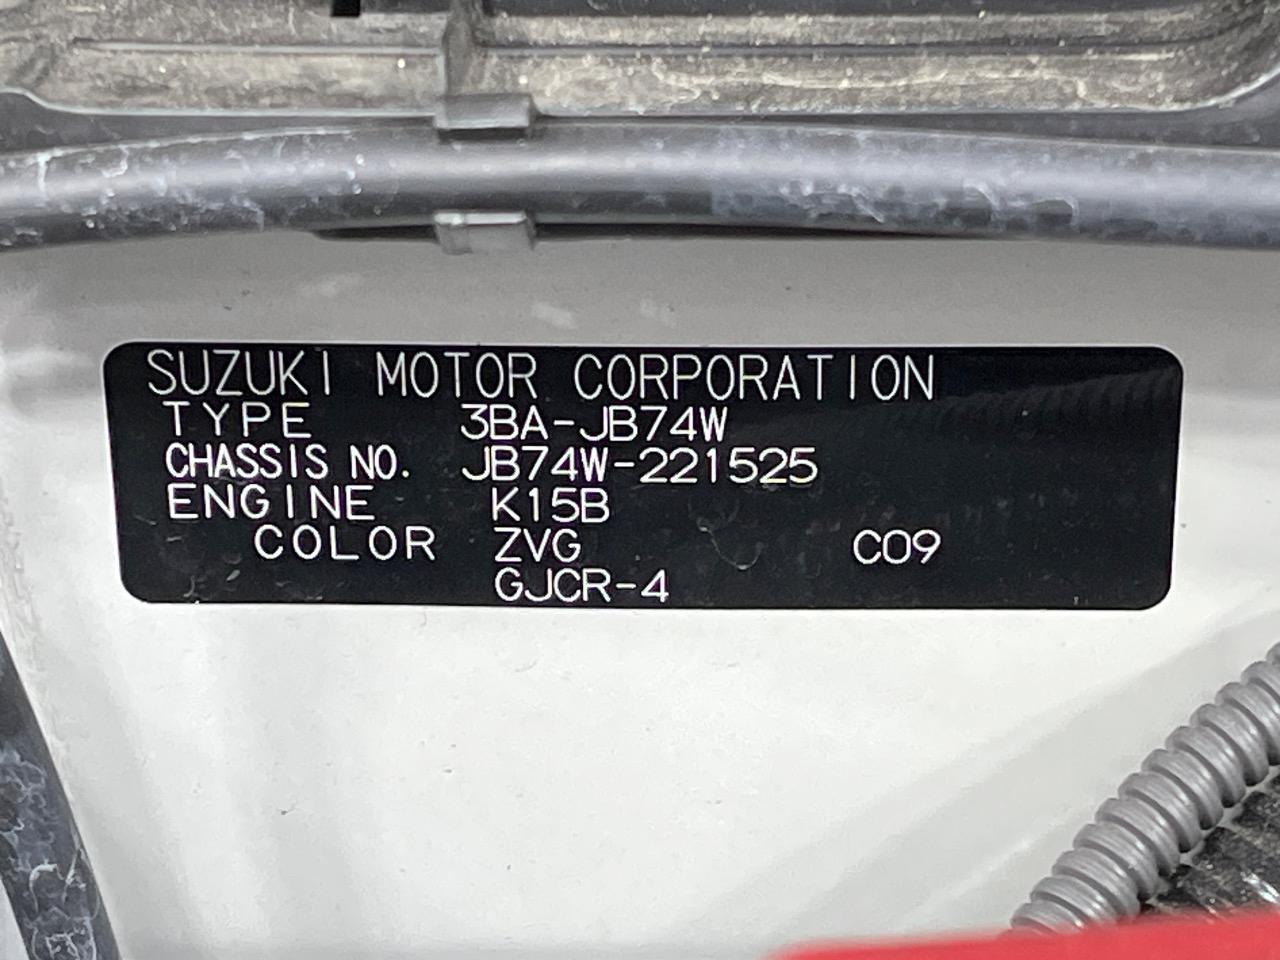 SUZUKI MOTOR CORPORATION
TYPE 3BA-JB74W
CHASSIS NO. JB74W-221525
ENGINE K15B
COLOR ZVG C09
GJCR-4